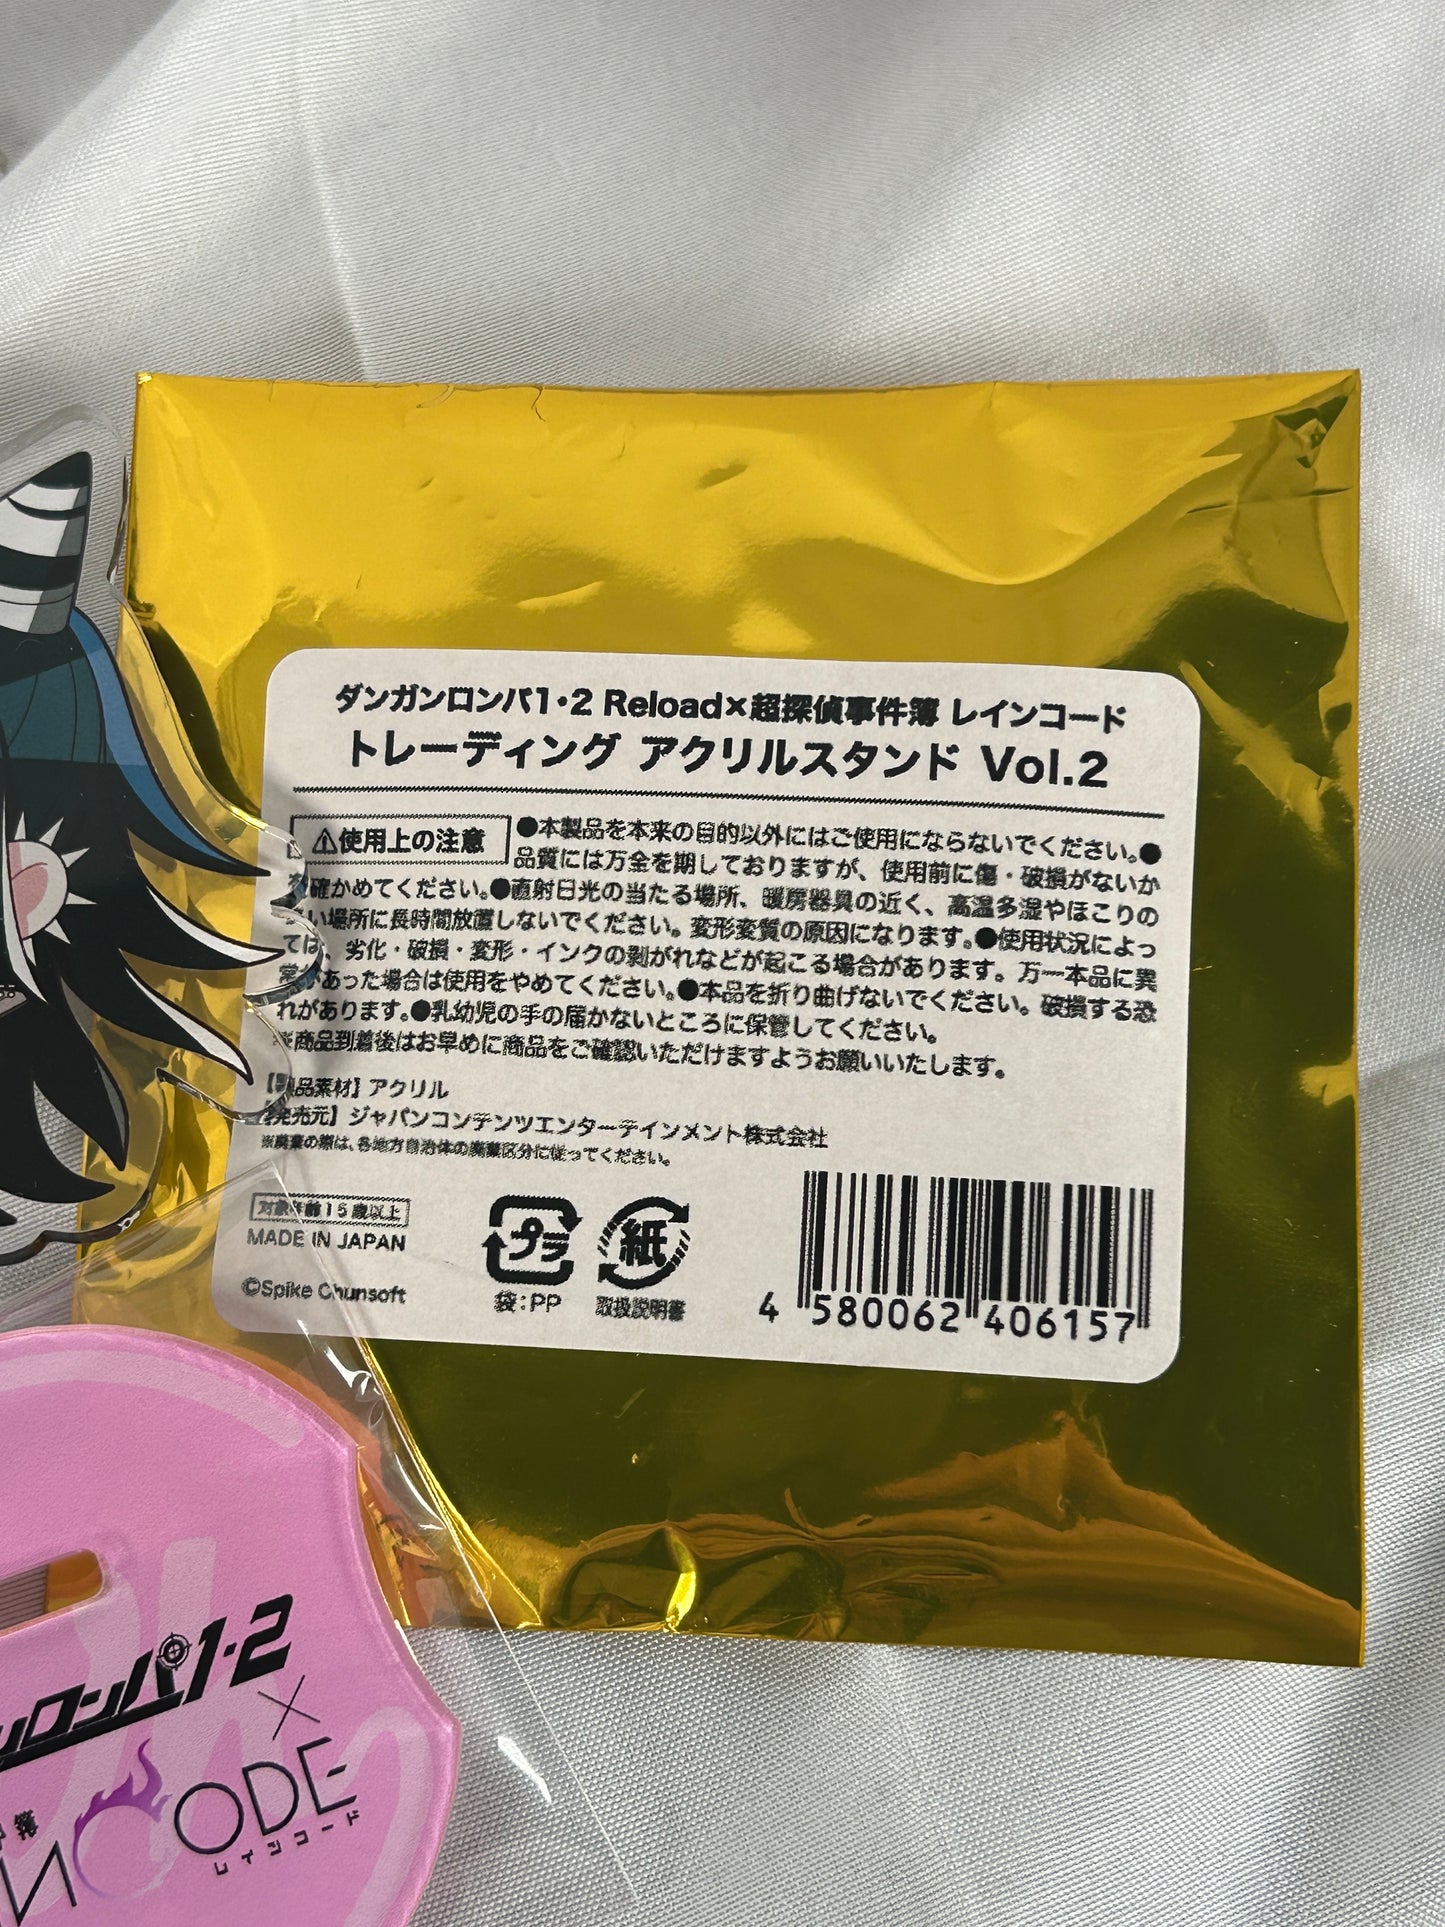 ダンガンロンパ1・2 Reload×超探偵事件簿 レインコード
トレーディング アクリルスタンド Vol.2
⚠使用上の注意
●本製品を本来の目的以外にはご使用にならないでください。●
品質には万全を期しておりますが、使用前に傷・破損がないか
確かめてください。●直射日光の当たる場所、暖房器具の近く、高温多湿やほこりの
い場所に長時間放置しないでください。変形変質の原因になります。●使用状況によっ
ては、劣化・破損・変形・インクの剥がれなどが起こる場合があります。万一本品に異
常があった場合は使用をやめてください。●本品を折り曲げないでください。破損する恐
れがあります。●乳幼児の手の届かないところに保管してください。
※商品到着後はお早めに商品をご確認いただけますようお願いいたします。
【製品素材】アクリル
【発売元】ジャパンコンテンツエンターテインメント株式会社
※廃棄の際は、各地方自治体の廃棄区分に従ってください。
対象年齢15歳以上
MADE IN JAPAN
©Spike Chunsoft
プラ
袋:PP
紙
取扱説明書
4 580062 406157
ンロンパ1・2
×
簿
CODE
レインコード